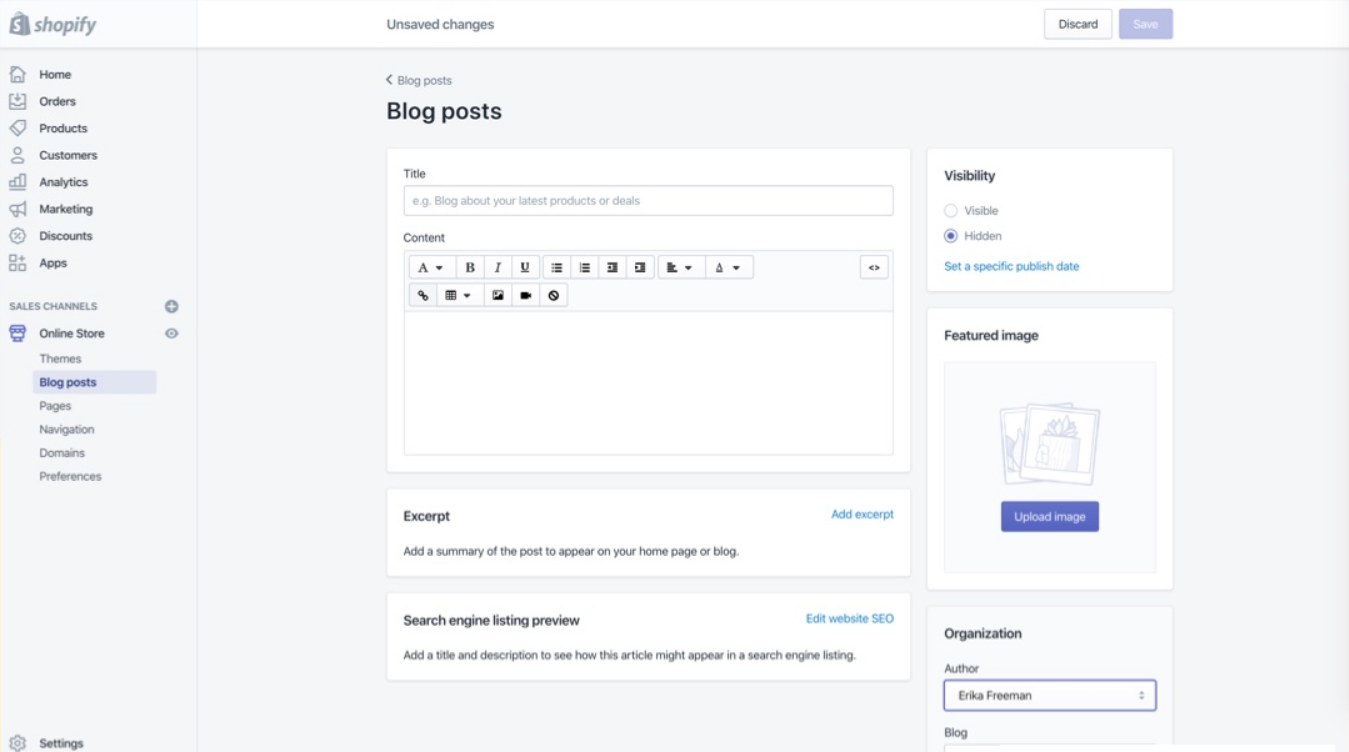 shopify
Unsaved changes
Discard
Save
Home
Orders
Products
Customers
Analytics
Marketing
Discounts
Apps
SALES CHANNELS
Online Store
Themes
Blog posts
Pages
Navigation
Domains
Preferences
Settings
Blog posts
Blog posts
Title
e.g. Blog about your latest products or deals
Content
A B I U A <>
Excerpt
Add excerpt
Add a summary of the post to appear on your home page or blog.
Search engine listing preview
Edit website SEO
Add a title and description to see how this article might appear in a search engine listing.
Visibility
Visible
Hidden
Set a specific publish date
Featured image
Upload image
Organization
Author
Erika Freeman
Blog